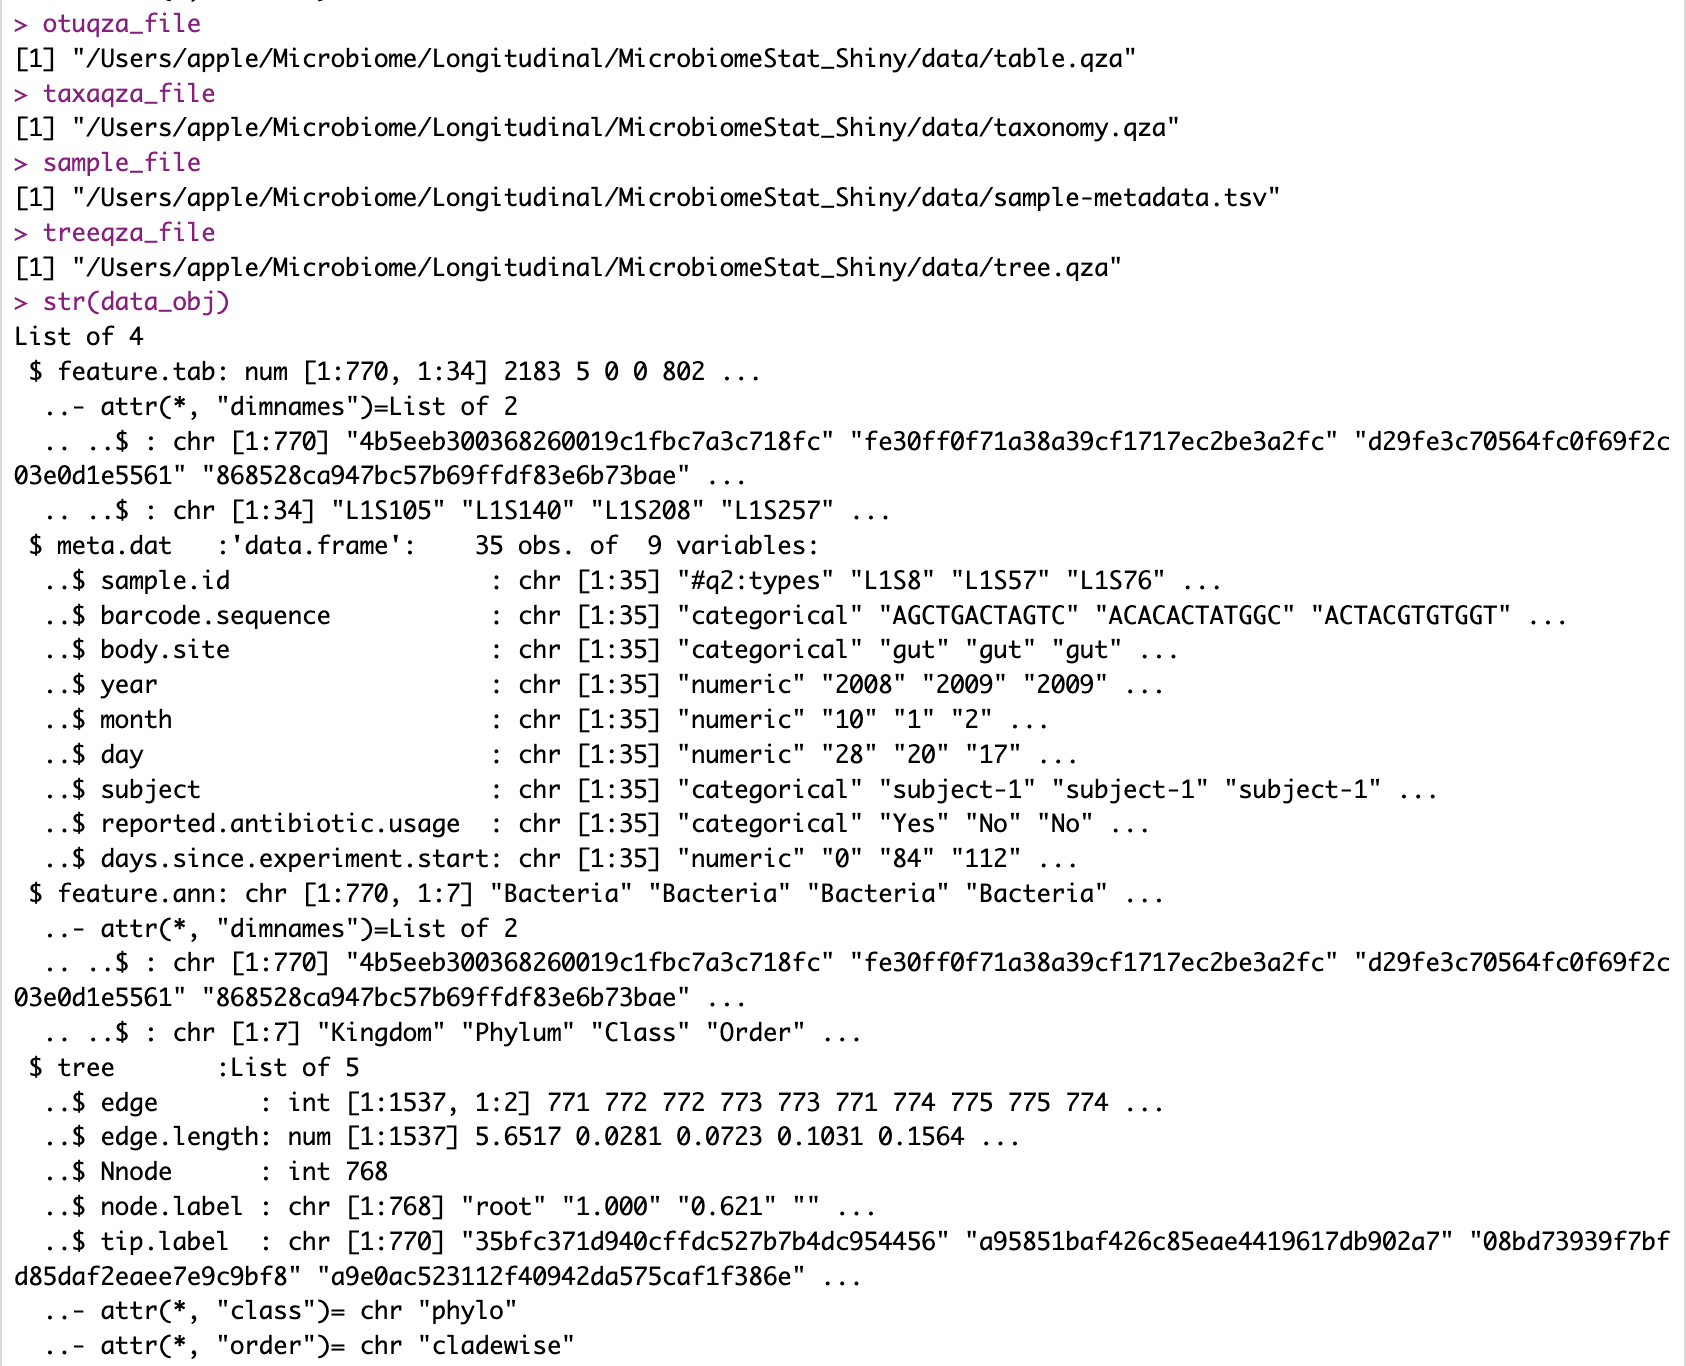 > otuqza_file
[1] "/Users/apple/Microbiome/Longitudinal/MicrobiomeStat_Shiny/data/table.qza"
> taxaqza_file
[1] "/Users/apple/Microbiome/Longitudinal/MicrobiomeStat_Shiny/data/taxonomy.qza"
> sample_file
[1] "/Users/apple/Microbiome/Longitudinal/MicrobiomeStat_Shiny/data/sample-metadata.tsv"
> treeqza_file
[1] "/Users/apple/Microbiome/Longitudinal/MicrobiomeStat_Shiny/data/tree.qza"
> str(data_obj)
List of 4
 $ feature.tab: num [1:770, 1:34] 2183 5 0 0 802 ...
  ..- attr(*, "dimnames")=List of 2
  .. ..$ : chr [1:770] "4b5eeb300368260019c1fbc7a3c718fc" "fe30ff0f71a38a39cf1717ec2be3a2fc" "d29fe3c70564fc0f69f2c
03e0d1e5561" "868528ca947bc57b69ffdf83e6b73bae" ...
  .. ..$ : chr [1:34] "L1S105" "L1S140" "L1S208" "L1S257" ...
 $ meta.dat   :'data.frame':	35 obs. of  9 variables:
  ..$ sample.id                  : chr [1:35] "#q2:types" "L1S8" "L1S57" "L1S76" ...
  ..$ barcode.sequence           : chr [1:35] "categorical" "AGCTGACTAGTC" "ACACACTATGGC" "ACTACGTGTGGT" ...
  ..$ body.site                  : chr [1:35] "categorical" "gut" "gut" "gut" ...
  ..$ year                       : chr [1:35] "numeric" "2008" "2009" "2009" ...
  ..$ month                      : chr [1:35] "numeric" "10" "1" "2" ...
  ..$ day                        : chr [1:35] "numeric" "28" "20" "17" ...
  ..$ subject                    : chr [1:35] "categorical" "subject-1" "subject-1" "subject-1" ...
  ..$ reported.antibiotic.usage  : chr [1:35] "categorical" "Yes" "No" "No" ...
  ..$ days.since.experiment.start: chr [1:35] "numeric" "0" "84" "112" ...
 $ feature.ann: chr [1:770, 1:7] "Bacteria" "Bacteria" "Bacteria" "Bacteria" ...
  ..- attr(*, "dimnames")=List of 2
  .. ..$ : chr [1:770] "4b5eeb300368260019c1fbc7a3c718fc" "fe30ff0f71a38a39cf1717ec2be3a2fc" "d29fe3c70564fc0f69f2c
03e0d1e5561" "868528ca947bc57b69ffdf83e6b73bae" ...
  .. ..$ : chr [1:7] "Kingdom" "Phylum" "Class" "Order" ...
 $ tree       :List of 5
  ..$ edge       : int [1:1537, 1:2] 771 772 772 773 773 771 774 775 775 774 ...
  ..$ edge.length: num [1:1537] 5.6517 0.0281 0.0723 0.1031 0.1564 ...
  ..$ Nnode      : int 768
  ..$ node.label : chr [1:768] "root" "1.000" "0.621" "" ...
  ..$ tip.label  : chr [1:770] "35bfc371d940cffdc527b7b4dc954456" "a95851baf426c85eae4419617db902a7" "08bd73939f7bf
d85daf2eaee7e9c9bf8" "a9e0ac523112f40942da575caf1f386e" ...
  ..- attr(*, "class")= chr "phylo"
  ..- attr(*, "order")= chr "cladewise"